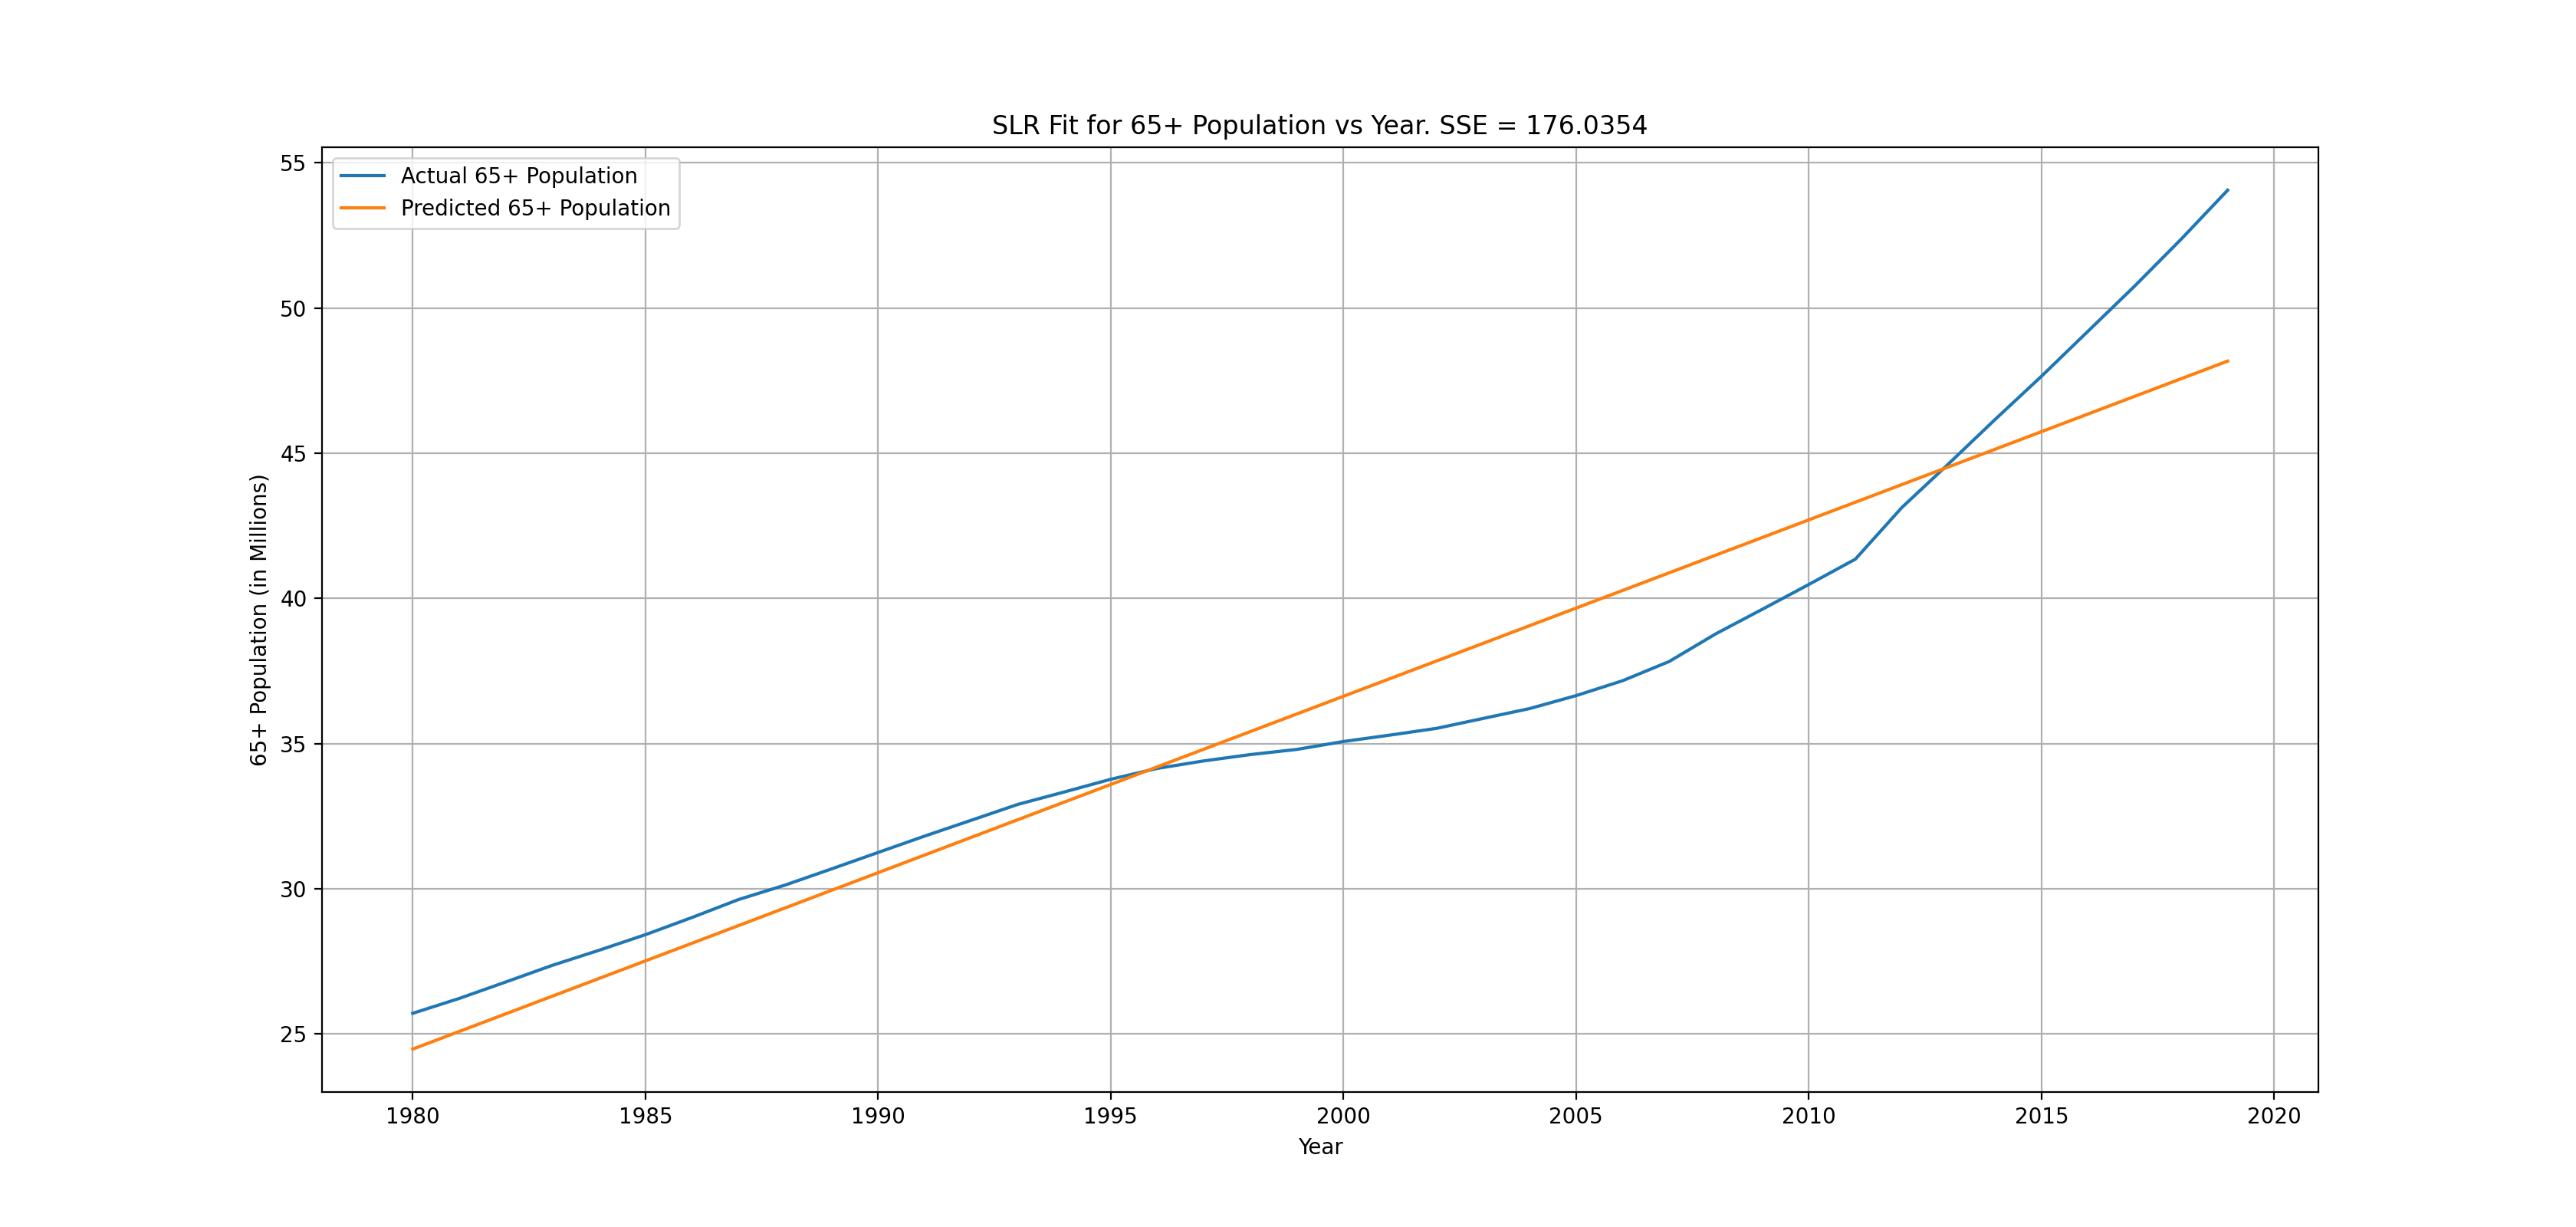 SLR Fit for 65+ Population vs Year. SSE = 176.0354
Actual 65+ Population
Predicted 65+ Population
55
50
45
40
35
30
25
65+ Population (in Millions)
1980 1985 1990 1995 2000 2005 2010 2015 2020
Year